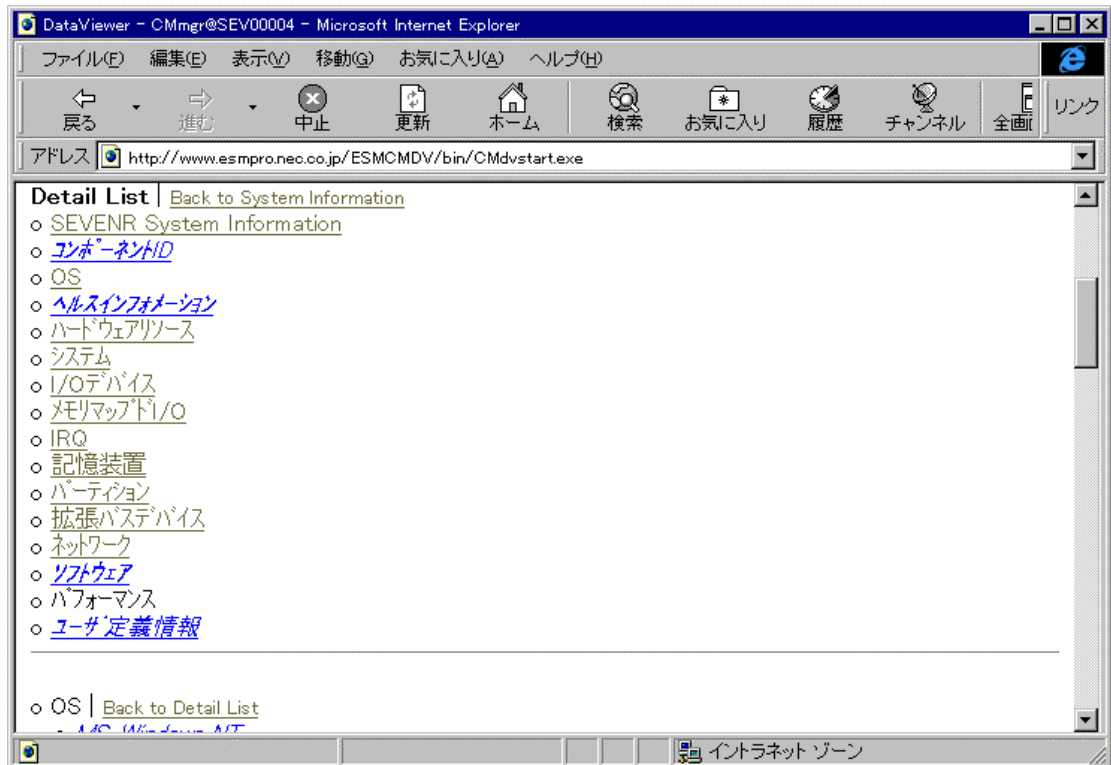 DataViewer - CMmgr@SEV00004 - Microsoft Internet Explorer
ファイル(F) 編集(E) 表示(V) 移動(G) お気に入り(A) ヘルプ(H)
戻る 進む 中止 更新 ホーム 検索 お気に入り 履歴 チャンネル 全画面 リンク
アドレス http://www.esmpro.nec.co.jp/ESMCMDV/bin/CMdvstart.exe
Detail List | Back to System Information
o SEVENR System Information
o コンポーネントID
o OS
o ヘルスインフォメーション
o ハードウェアリソース
o システム
o I/Oデバイス
o メモリマップドI/O
o IRQ
o 記憶装置
o パーティション
o 拡張バスデバイス
o ネットワーク
o ソフトウェア
o パフォーマンス
o ユーザ定義情報
o OS | Back to Detail List
MS Windows NT
イントラネット ゾーン